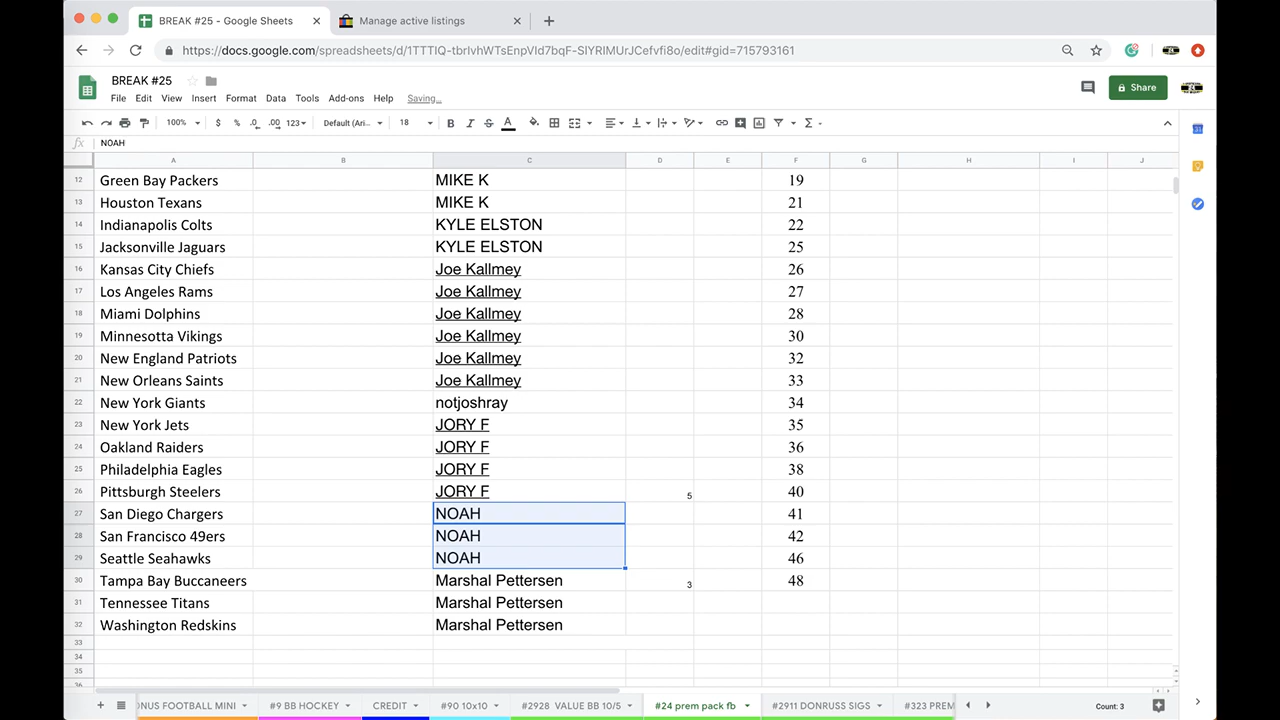 BREAK #25 - Google Sheets
Manage active listings
https://docs.google.com/spreadsheets/d/1TTTIQ-tbrIvhWTsEnpVId7bqF-SIYRIMUrJCefvfi8o/edit#gid=715793161
BREAK #25
File Edit View Insert Format Data Tools Add-ons Help Saving...
Share
100% $ % .0 .00 123 Default (Ari... 18 B I S A
fx NOAH
A B C D E F G H I J
12 Green Bay Packers MIKE K 19
13 Houston Texans MIKE K 21
14 Indianapolis Colts KYLE ELSTON 22
15 Jacksonville Jaguars KYLE ELSTON 25
16 Kansas City Chiefs Joe Kallmey 26
17 Los Angeles Rams Joe Kallmey 27
18 Miami Dolphins Joe Kallmey 28
19 Minnesotta Vikings Joe Kallmey 30
20 New England Patriots Joe Kallmey 32
21 New Orleans Saints Joe Kallmey 33
22 New York Giants notjoshray 34
23 New York Jets JORY F 35
24 Oakland Raiders JORY F 36
25 Philadelphia Eagles JORY F 38
26 Pittsburgh Steelers JORY F 5 40
27 San Diego Chargers NOAH 41
28 San Francisco 49ers NOAH 42
29 Seattle Seahawks NOAH 46
30 Tampa Bay Buccaneers Marshal Pettersen 3 48
31 Tennessee Titans Marshal Pettersen
32 Washington Redskins Marshal Pettersen
33
34
35
36
ONUS FOOTBALL MINI #9 BB HOCKEY CREDIT #90 10x10 #2928 VALUE BB 10/5 #24 prem pack fb #2911 DONRUSS SIGS #323 PREM Count: 3